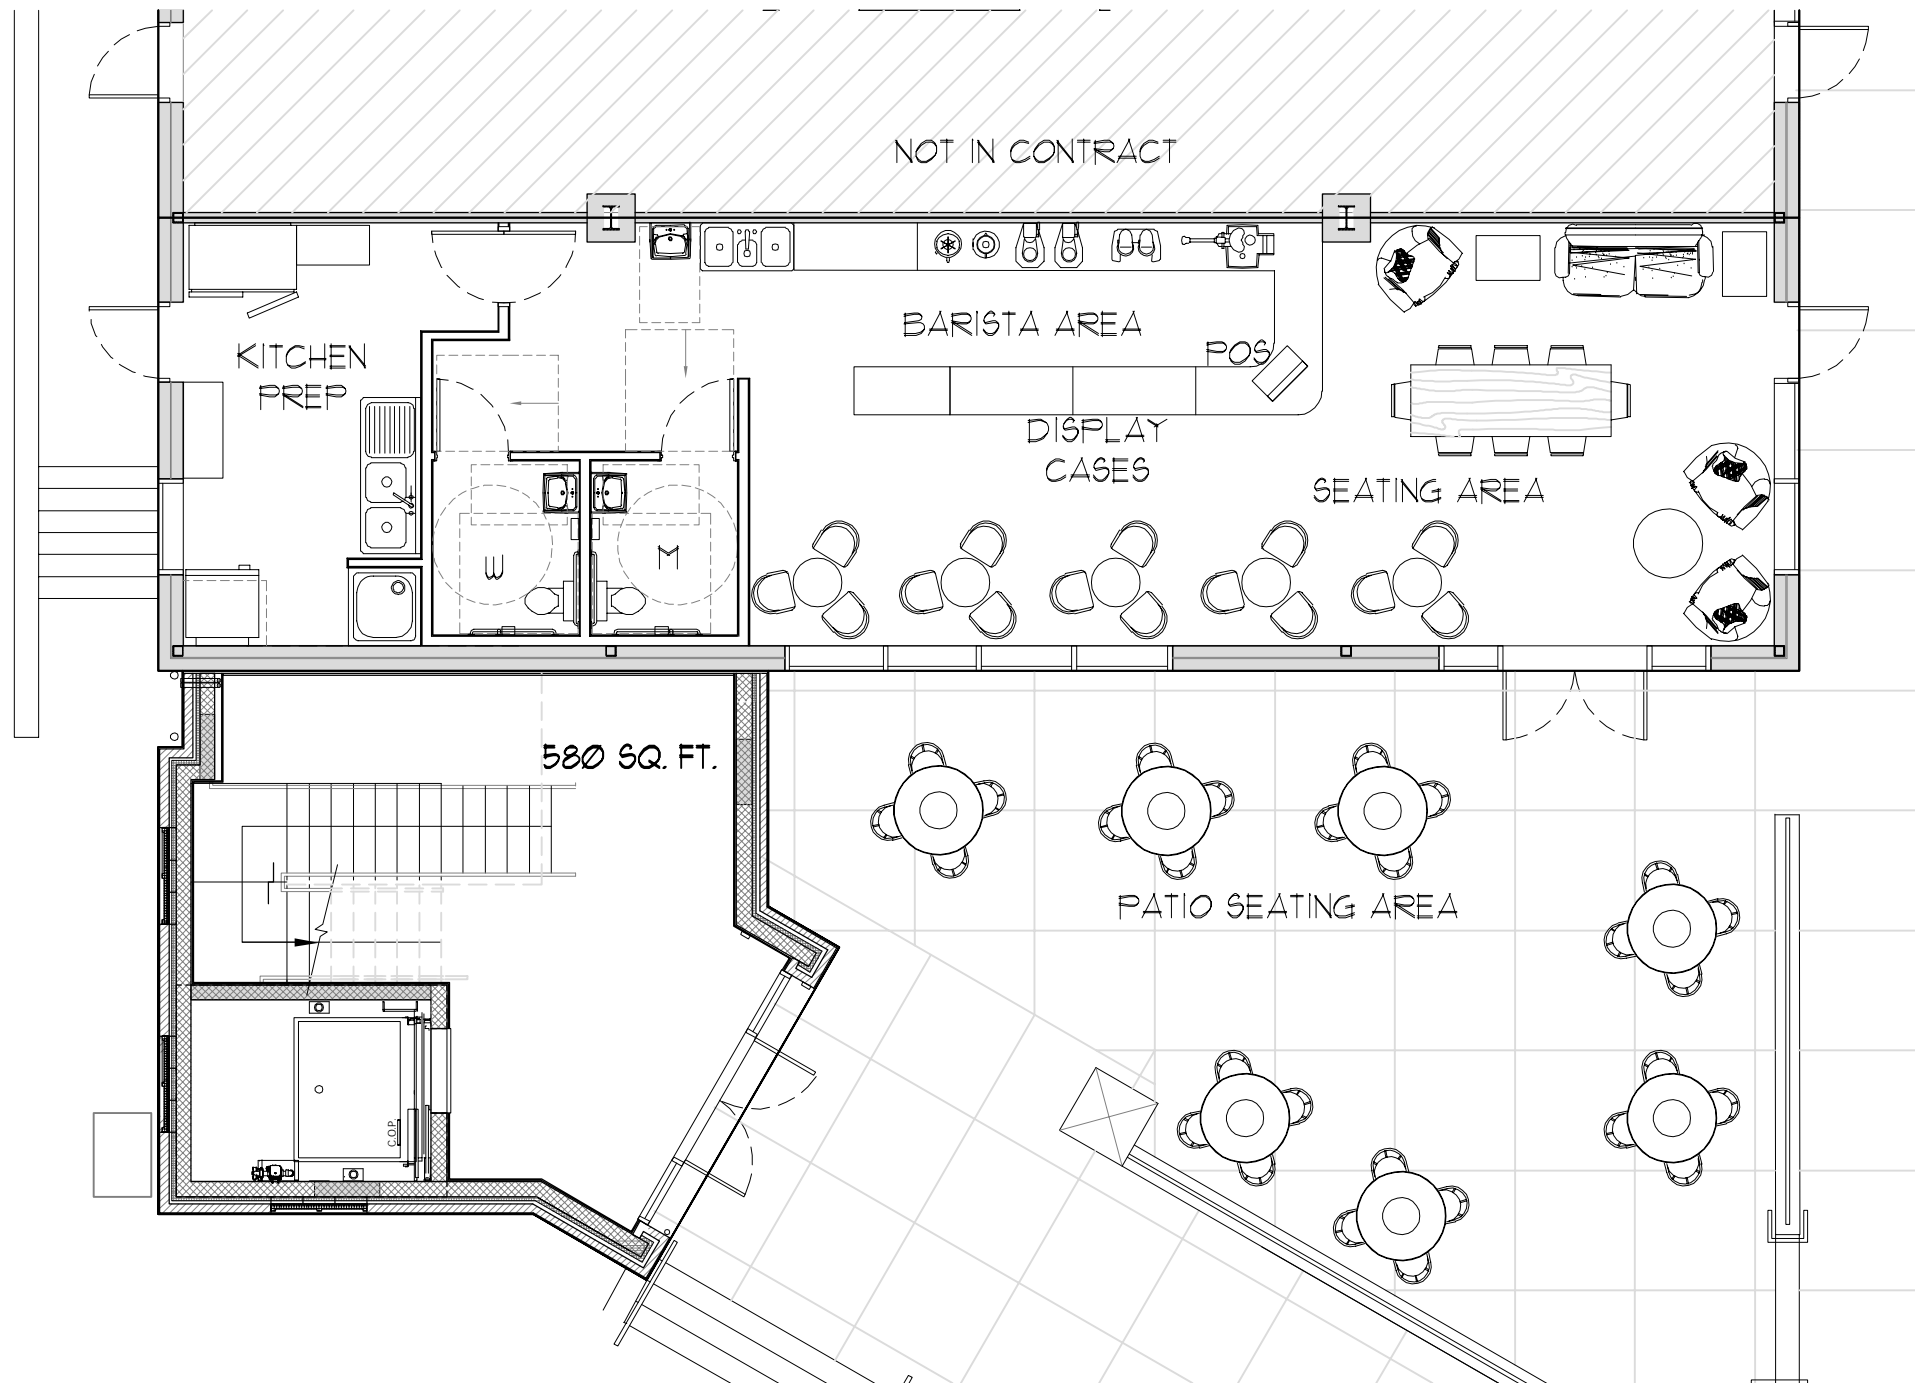 NOT IN CONTRACT
KITCHEN
PREP
BARISTA AREA
POS
DISPLAY
CASES
SEATING AREA
W
M
580 SQ. FT.
PATIO SEATING AREA
C.O.P.